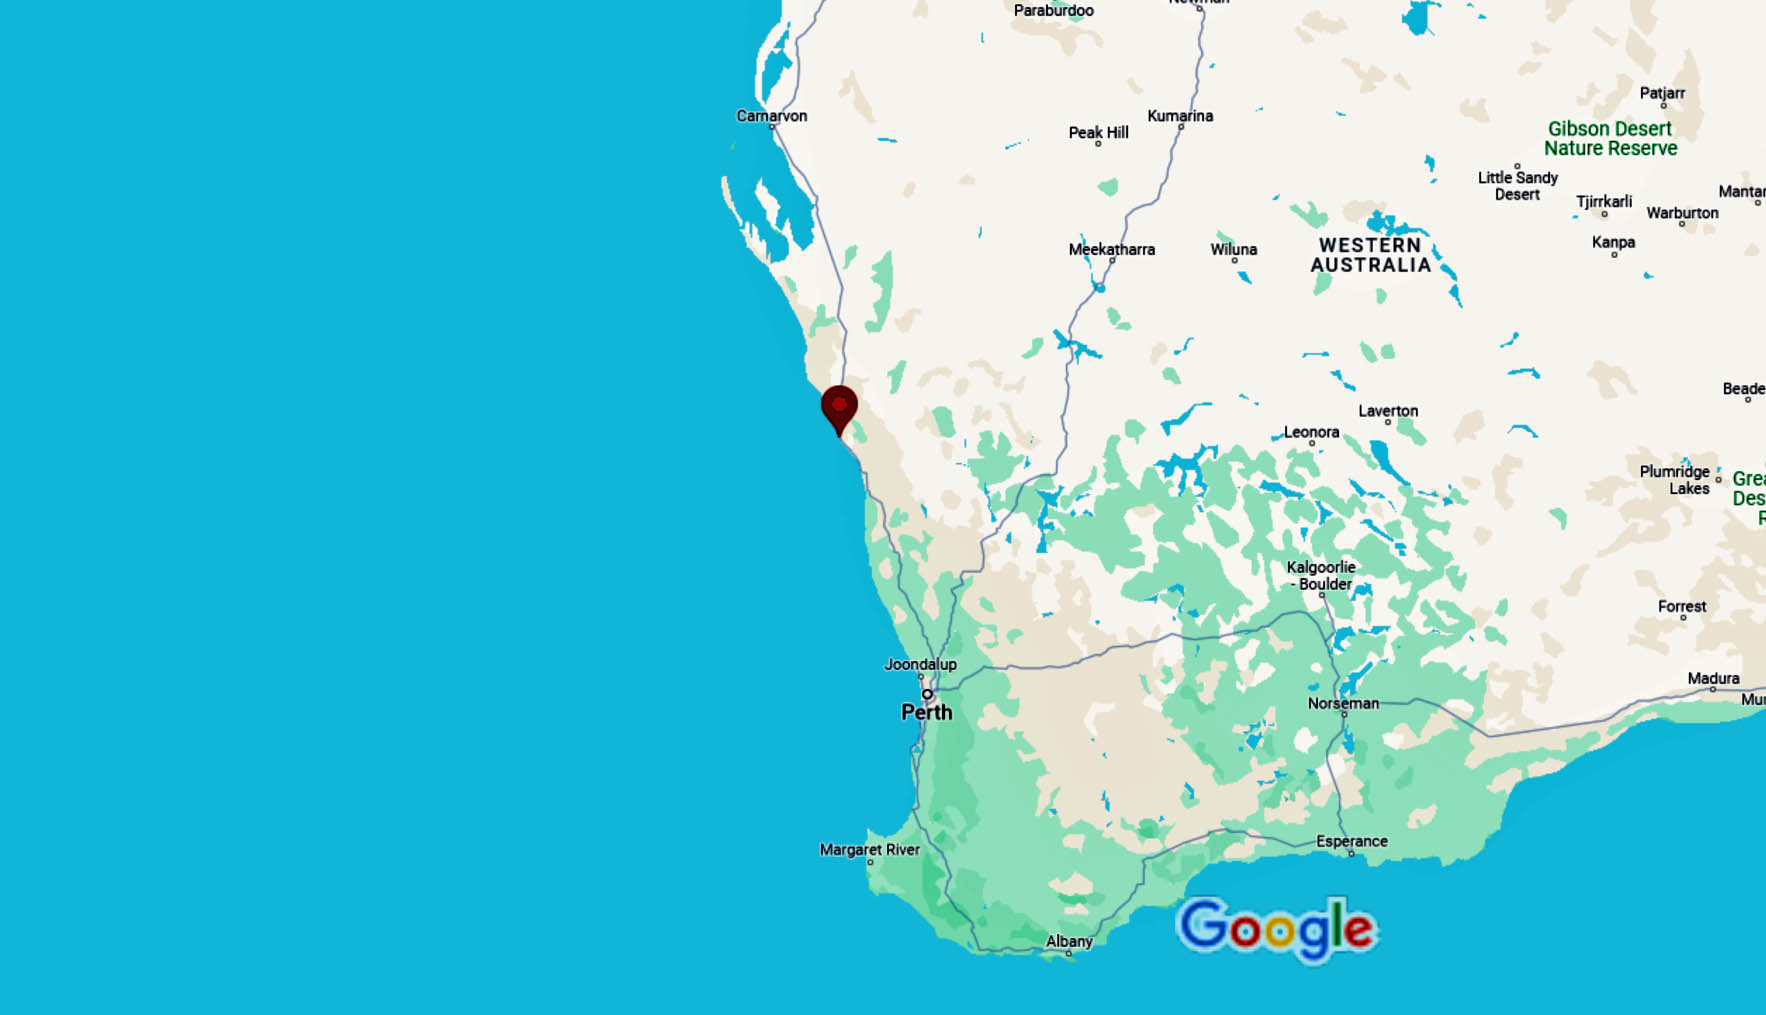 Paraburdoo
Newman
Carnarvon
Peak Hill
Kumarina
Patjarr
Gibson Desert
Nature Reserve
Little Sandy
Desert
Tjirrkarli
Warburton
Kanpa
Meekatharra
Wiluna
WESTERN
AUSTRALIA
Laverton
Leonora
Plumridge
Lakes
Kalgoorlie
- Boulder
Forrest
Joondalup
Perth
Norseman
Madura
Margaret River
Esperance
Albany
Google